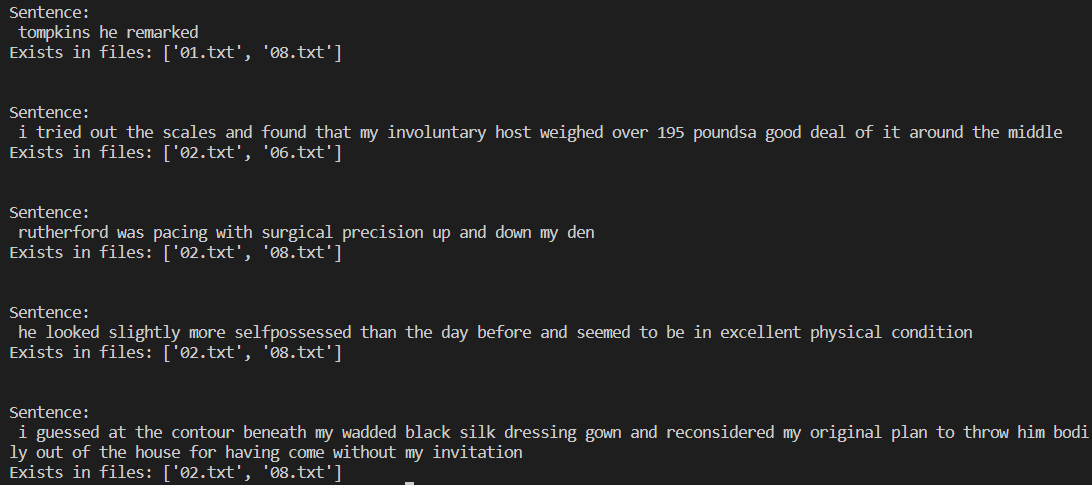 Sentence:
tompkins he remarked
Exists in files: ['01.txt', '08.txt']
Sentence:
i tried out the scales and found that my involuntary host weighed over 195 poundsa good deal of it around the middle
Exists in files: ['02.txt', '06.txt']
Sentence:
rutherford was pacing with surgical precision up and down my den
Exists in files: ['02.txt', '08.txt']
Sentence:
he looked slightly more selfpossessed than the day before and seemed to be in excellent physical condition
Exists in files: ['02.txt', '08.txt']
Sentence:
i guessed at the contour beneath my wadded black silk dressing gown and reconsidered my original plan to throw him bodi
ly out of the house for having come without my invitation
Exists in files: ['02.txt', '08.txt']